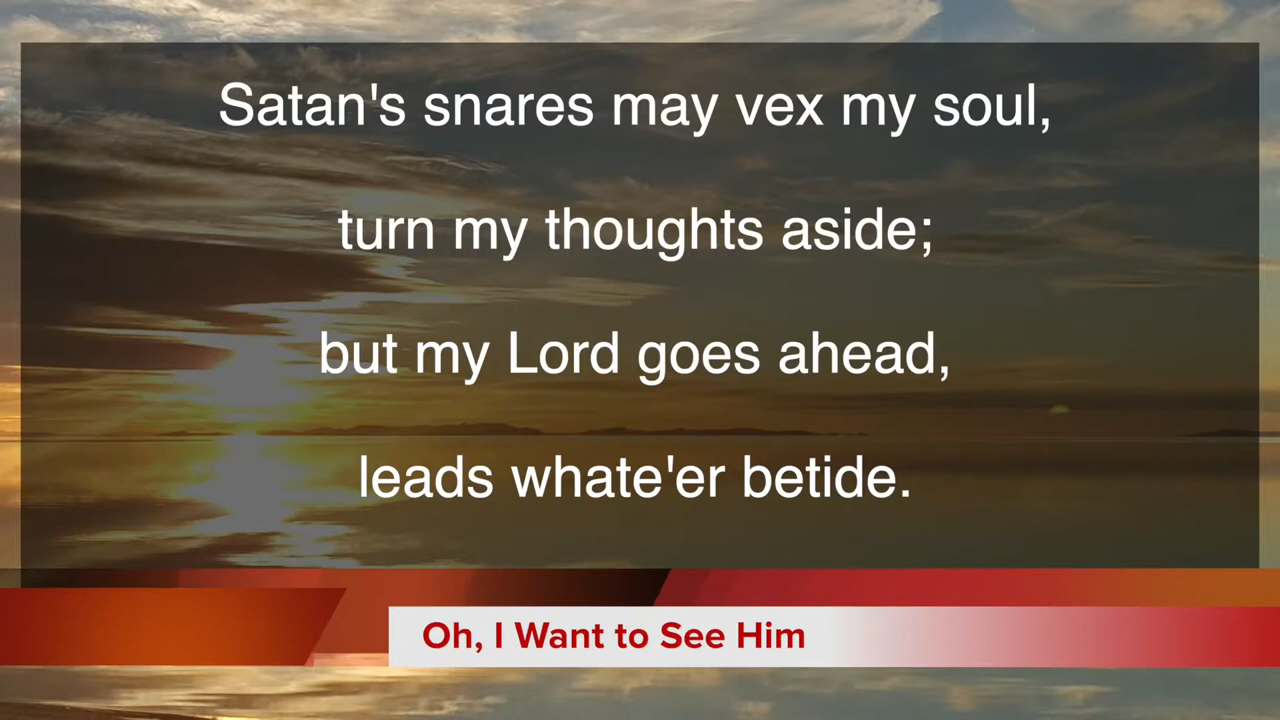 Satan's snares may vex my soul,
turn my thoughts aside;
but my Lord goes ahead,
leads whate'er betide.
Oh, I Want to See Him